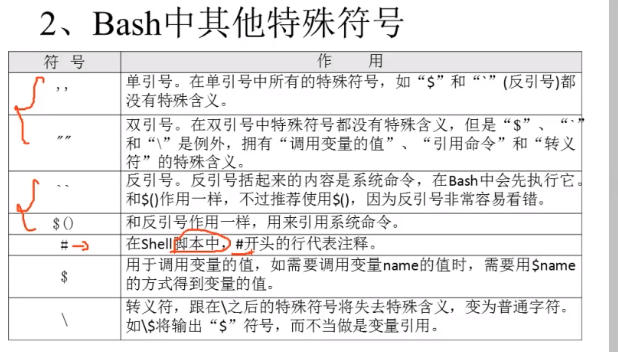 2、Bash中其他特殊符号
符 号 作 用
' ' 单引号。在单引号中所有的特殊符号，如“$”和“`”(反引号)都
没有特殊含义。
"" 双引号。在双引号中特殊符号都没有特殊含义，但是“$”、“`”
和“\”是例外，拥有“调用变量的值”、“引用命令”和“转义
符”的特殊含义。
`` 反引号。反引号括起来的内容是系统命令，在Bash中会先执行它。
和$()作用一样，不过推荐使用$()，因为反引号非常容易看错。
$() 和反引号作用一样，用来引用系统命令。
# 在Shell脚本中，#开头的行代表注释。
$ 用于调用变量的值，如需要调用变量name的值时，需要用$name
的方式得到变量的值。
\ 转义符，跟在\之后的特殊符号将失去特殊含义，变为普通字符。
如\$将输出“$”符号，而不当做是变量引用。